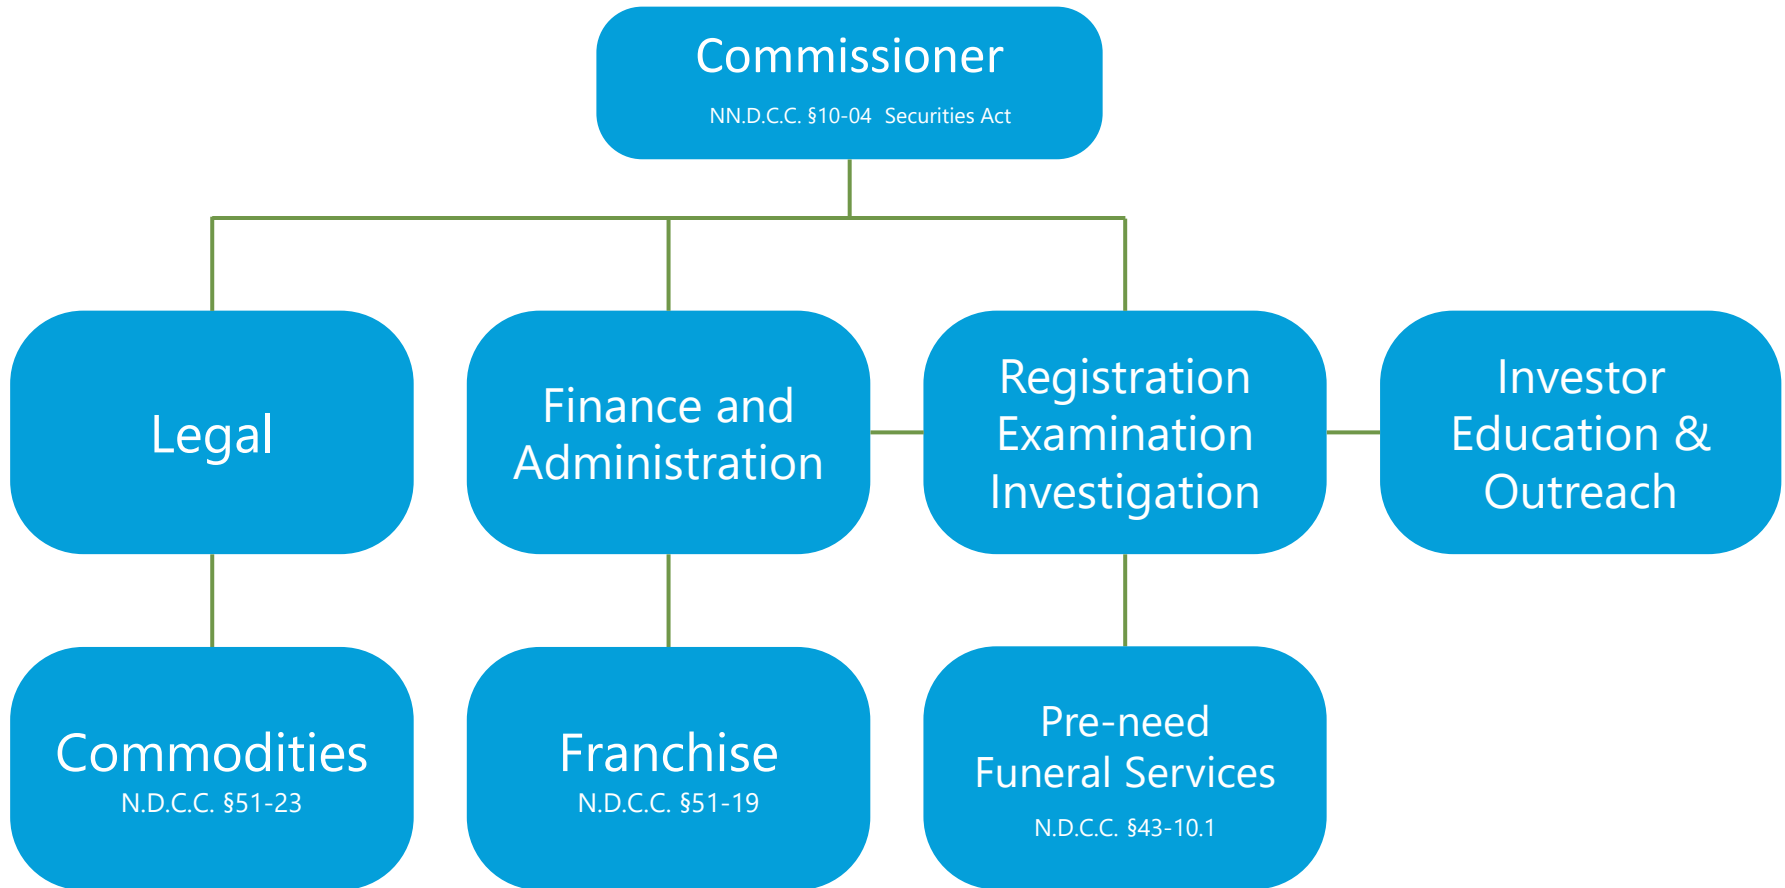 Commissioner
NN.D.C.C. §10-04  Securities Act
Legal
Finance and
Administration
Registration
Examination
Investigation
Investor
Education &
Outreach
Commodities
N.D.C.C. §51-23
Franchise
N.D.C.C. §51-19
Pre-need
Funeral Services
N.D.C.C. §43-10.1